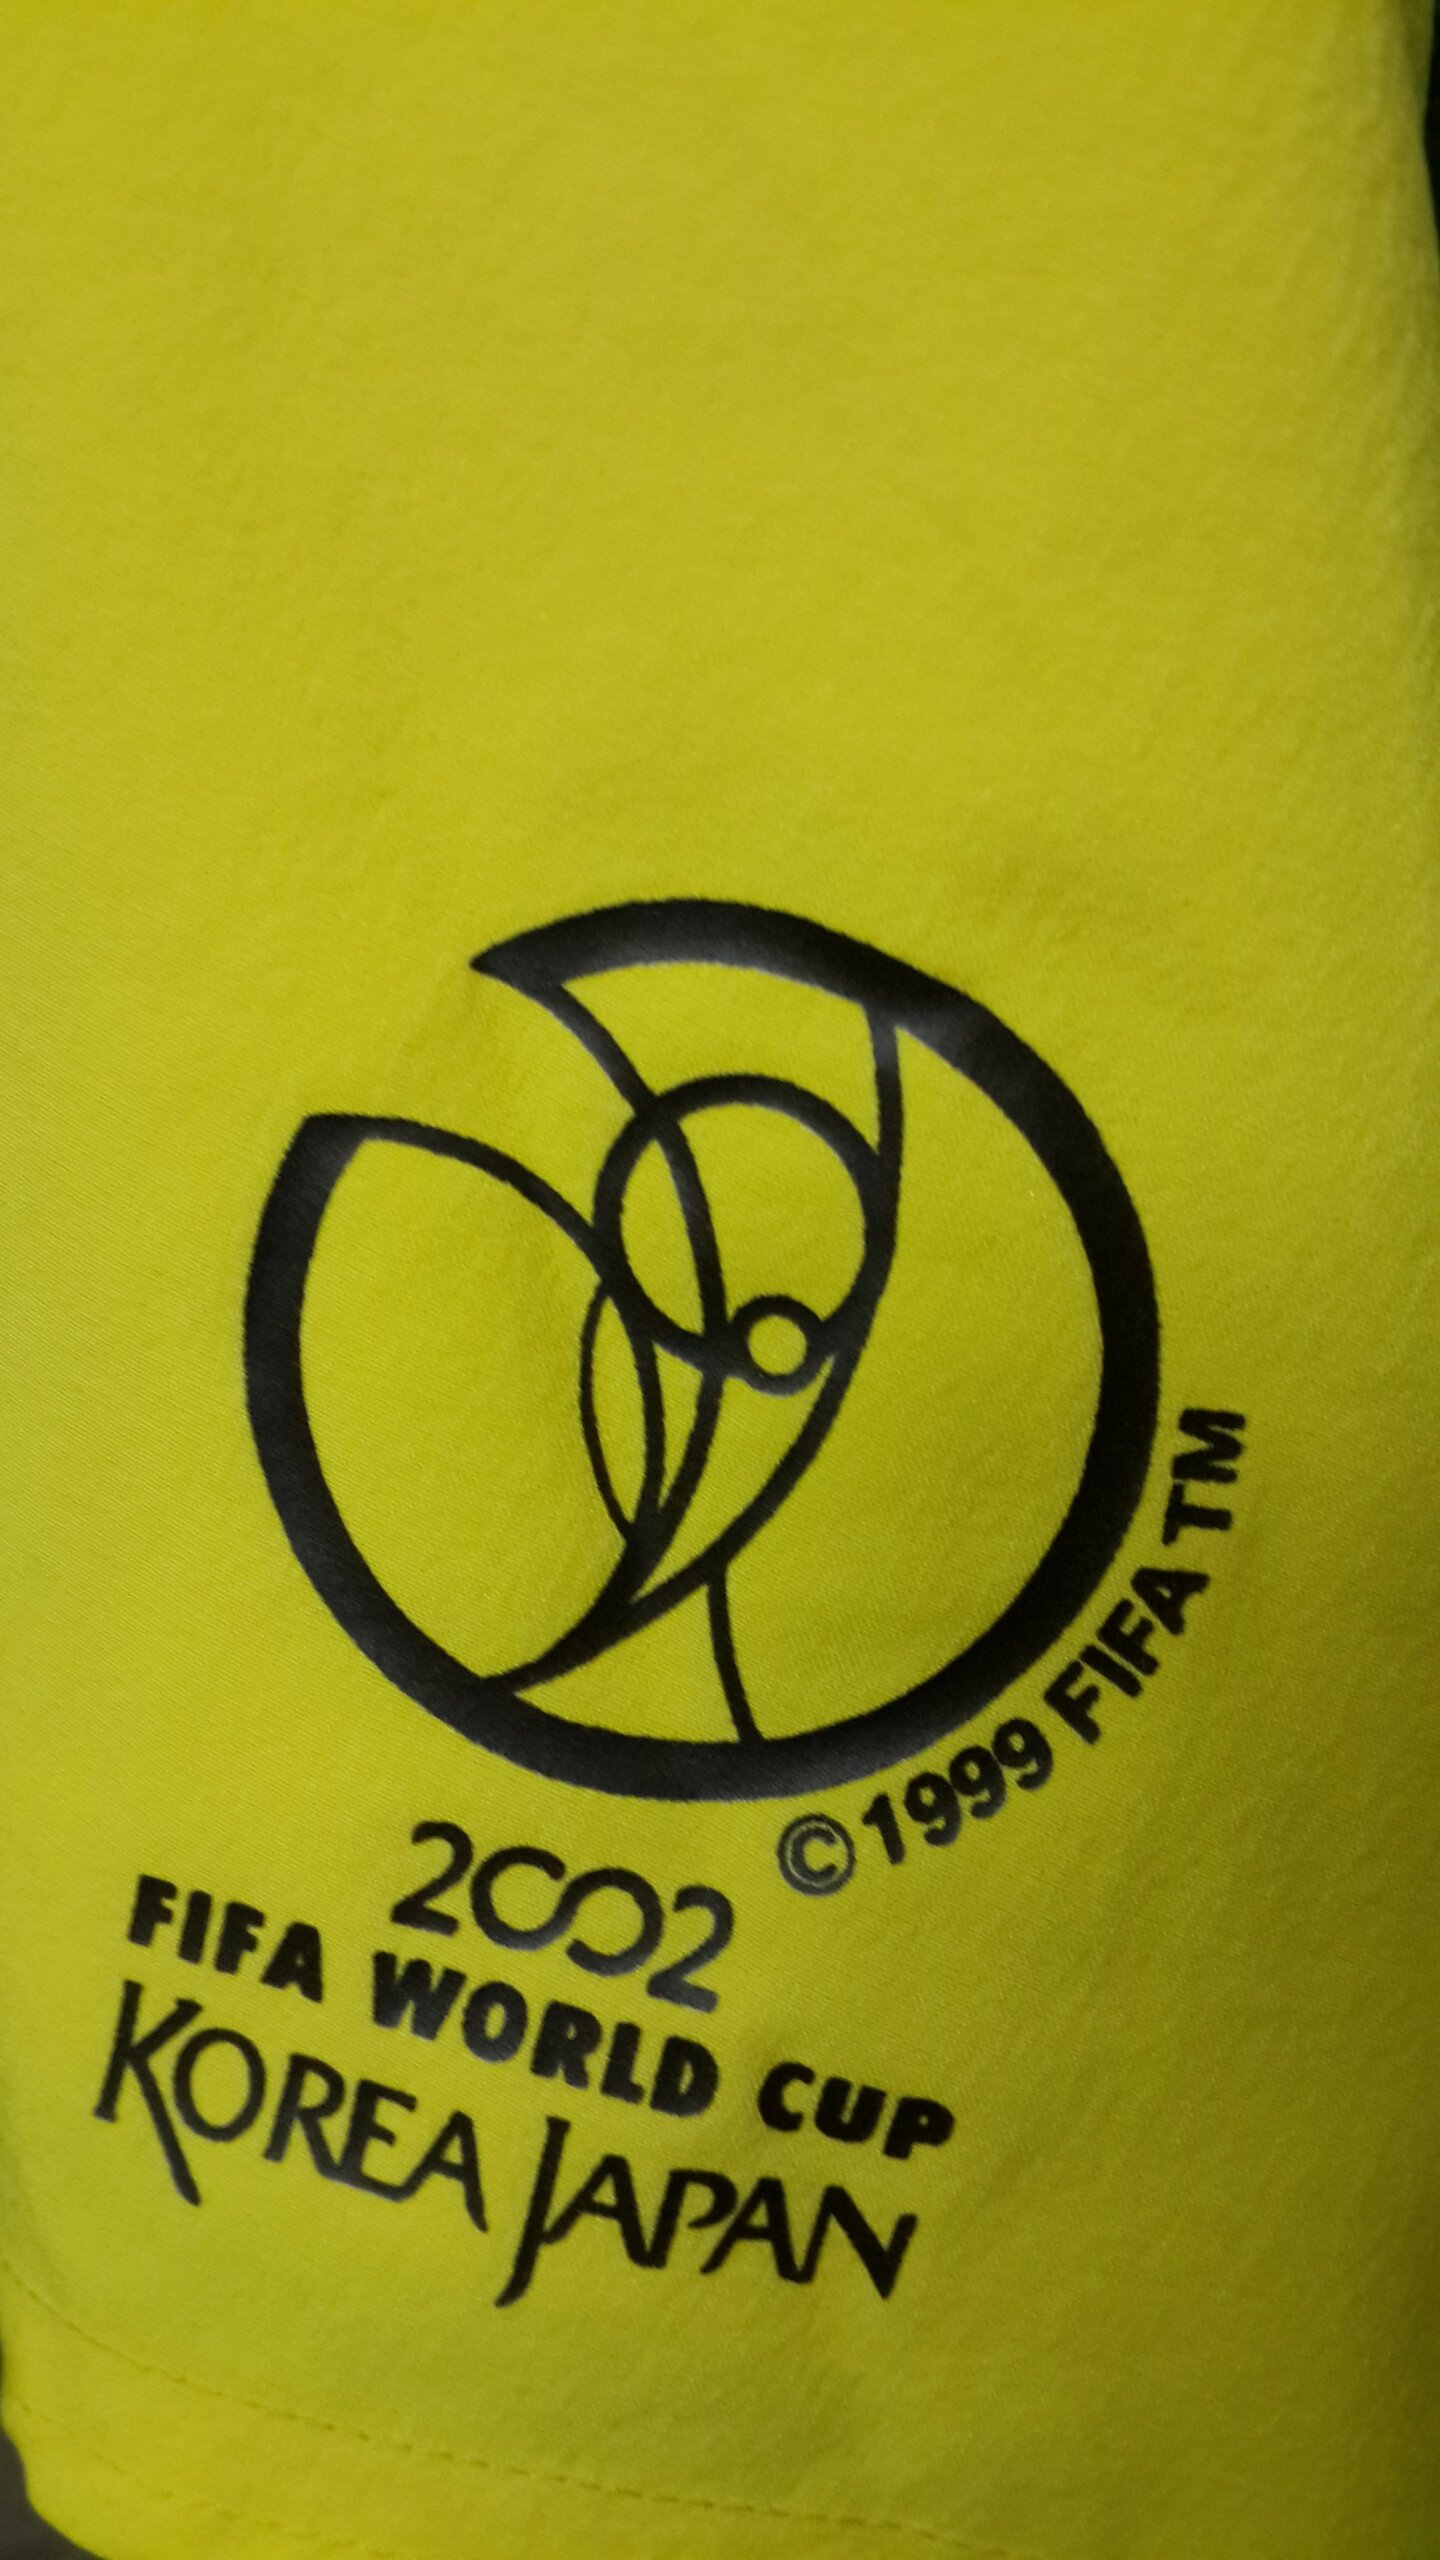 ©1999 FIFA TM
2002
FIFA WORLD CUP
KOREA JAPAN